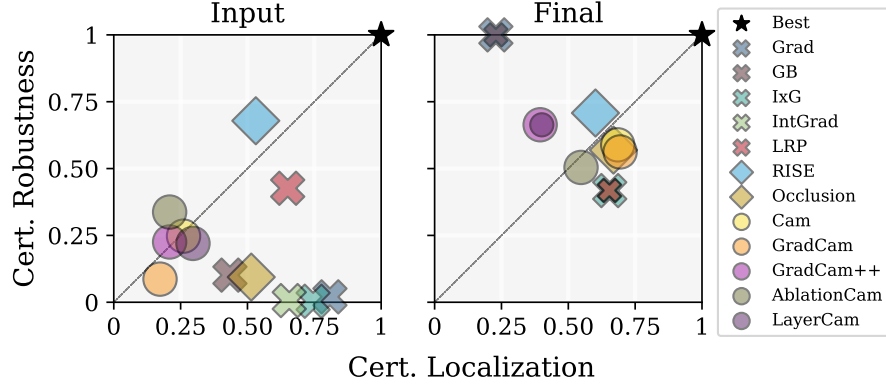 Input
Final
1
0.75
0.50
0.25
0
Cert. Robustness
0 0.25 0.50 0.75 1
0 0.25 0.50 0.75 1
Cert. Localization
Best
Grad
GB
IxG
IntGrad
LRP
RISE
Occlusion
Cam
GradCam
GradCam++
AblationCam
LayerCam